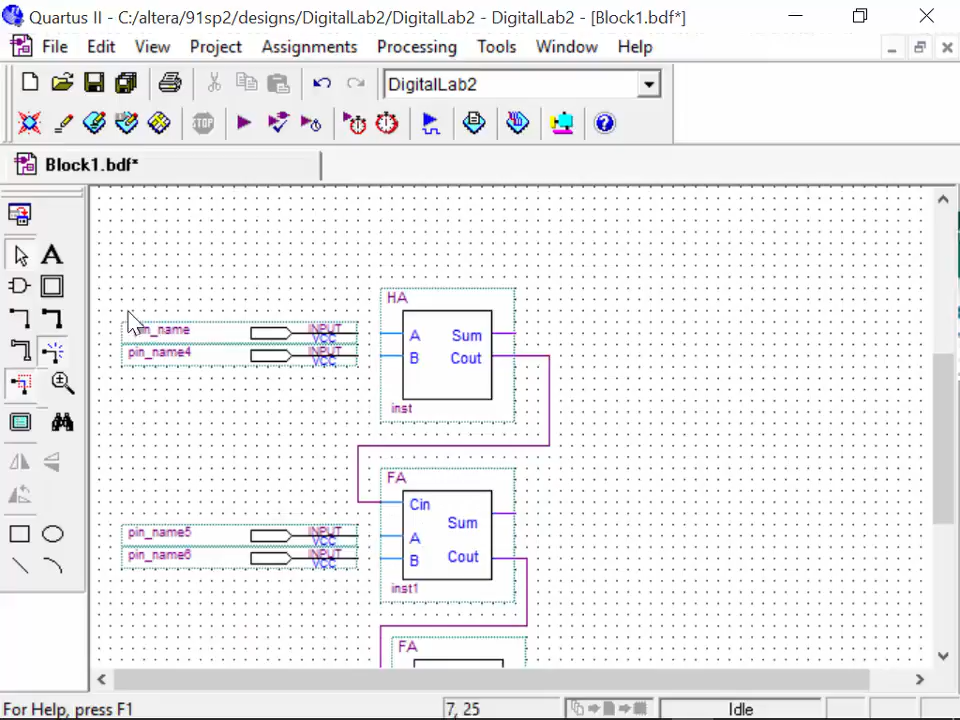 Quartus II - C:/altera/91sp2/designs/DigitalLab2/DigitalLab2 - DigitalLab2 - [Block1.bdf*]
File Edit View Project Assignments Processing Tools Window Help
DigitalLab2
STOP
Block1.bdf*
A
HA
pin_name INPUT VCC
A Sum
pin_name4 INPUT VCC
B Cout
inst
FA
Cin
Sum
pin_name5 INPUT VCC
A
pin_name6 INPUT VCC
B Cout
inst1
FA
For Help, press F1 7, 25 Idle